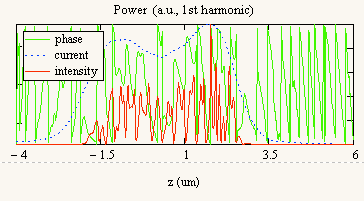 Power (a.u., 1st harmonic)
phase
current
intensity
−4 −1.5 1 3.5 6
z (um)